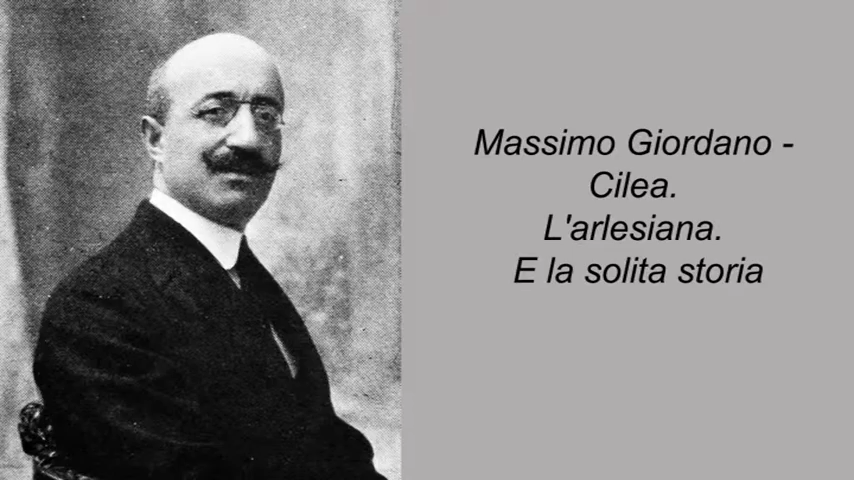 Massimo Giordano -
Cilea.
L'arlesiana.
E la solita storia